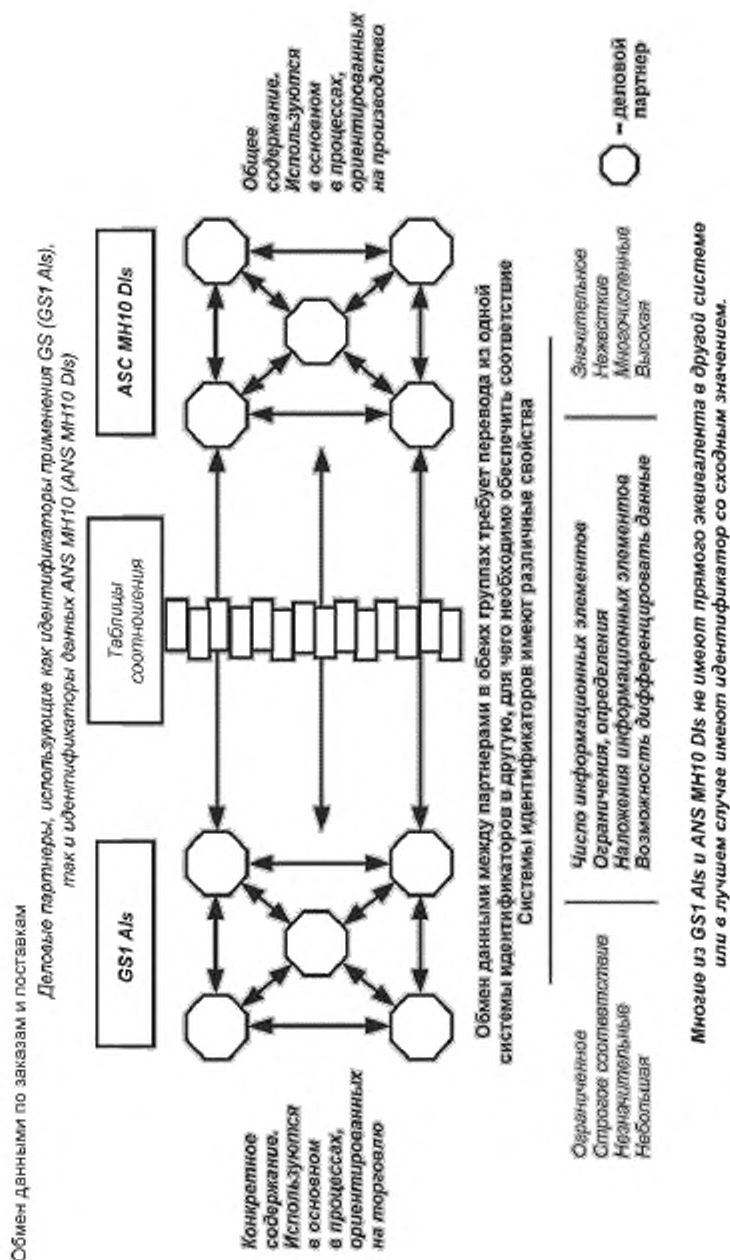 Обмен данными по заказам и поставкам
Деловые партнеры, использующие как идентификаторы применения GS (GS1 AIs),
так и идентификаторы данных ANS MH10 (ANS MH10 DIs)
GS1 AIs
Таблицы
соотношения
ASC MH10 DIs
Конкретное
содержание.
Используются
в основном
в процессах,
ориентированных
на торговлю
Общее
содержание.
Используются
в основном
в процессах,
ориентированных
на производство
Обмен данными между партнерами в обеих группах требует перевода из одной
системы идентификаторов в другую, для чего необходимо обеспечить соответствие
Системы идентификаторов имеют различные свойства
Ограниченное
Строгое соответствие
Незначительные
Небольшая
Число информационных элементов
Ограничения, определения
Наложения информационных элементов
Возможность дифференцировать данные
Значительное
Нежесткие
Многочисленные
Высокая
– деловой
партнер
Многие из GS1 AIs и ANS MH10 DIs не имеют прямого эквивалента в другой системе
или в лучшем случае имеют идентификатор со сходным значением.